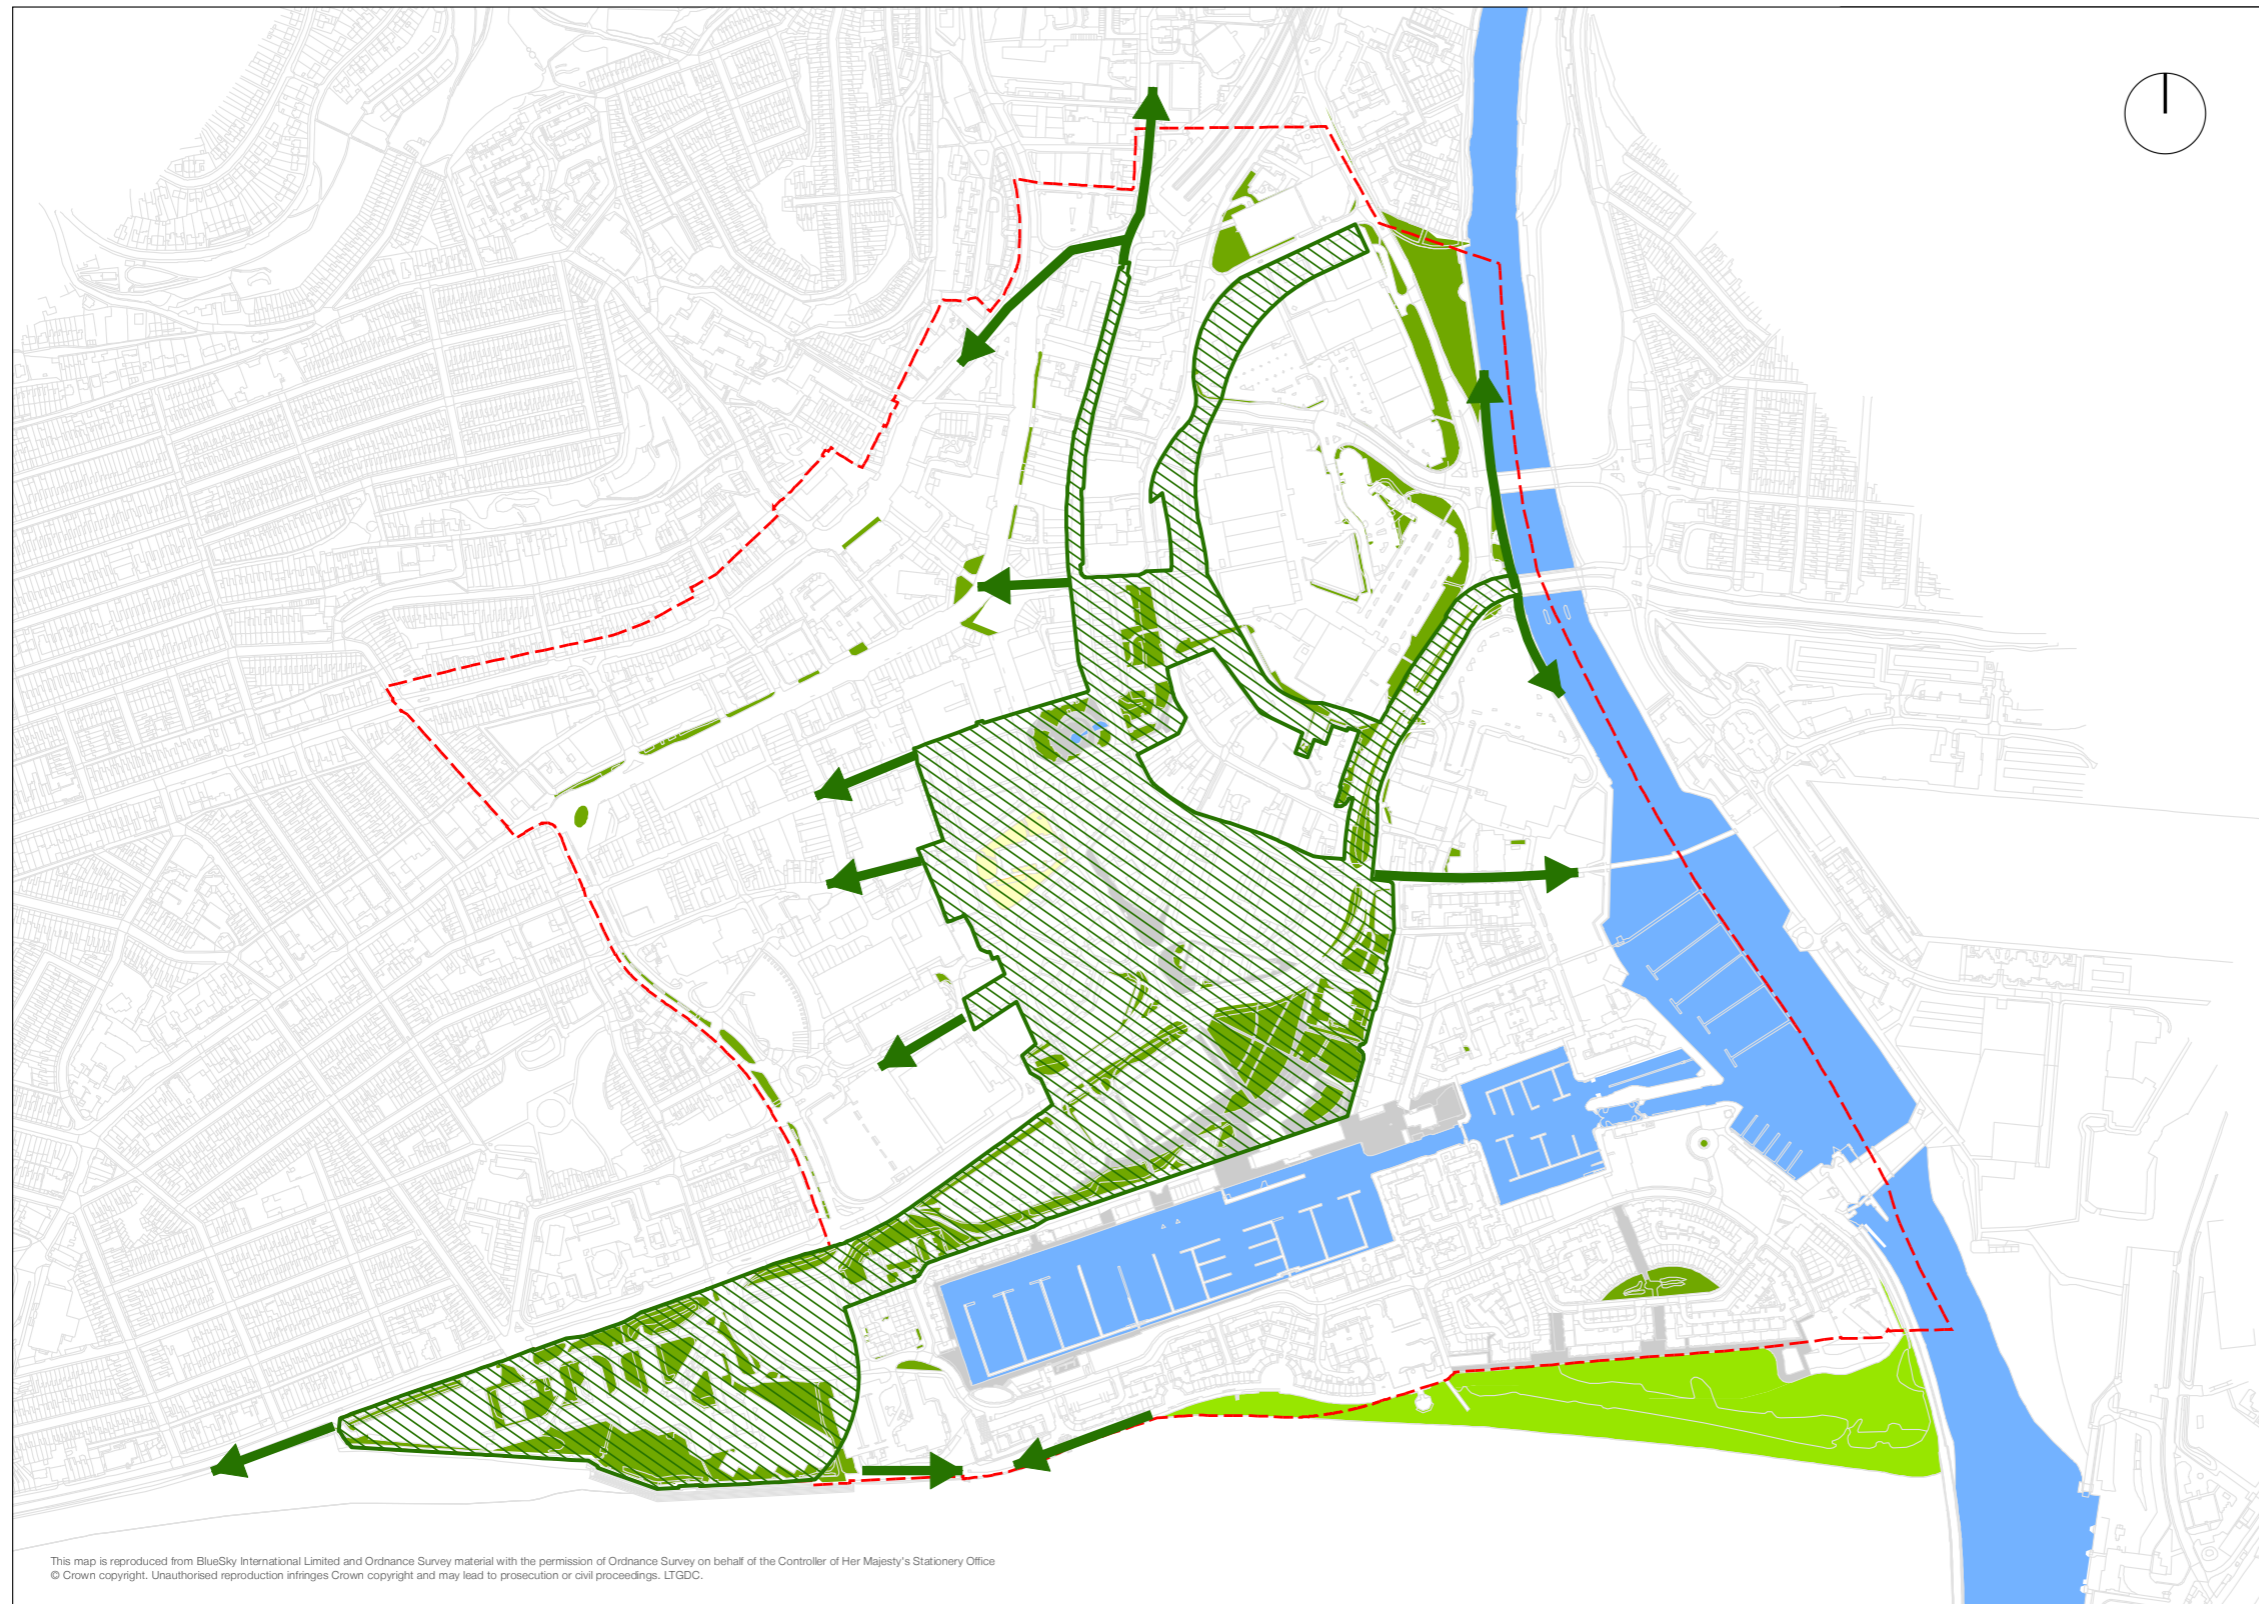 This map is reproduced from BlueSky International Limited and Ordnance Survey material with the permission of Ordnance Survey on behalf of the Controller of Her Majesty's Stationery Office
© Crown copyright. Unauthorised reproduction infringes Crown copyright and may lead to prosecution or civil proceedings. LTGDC.